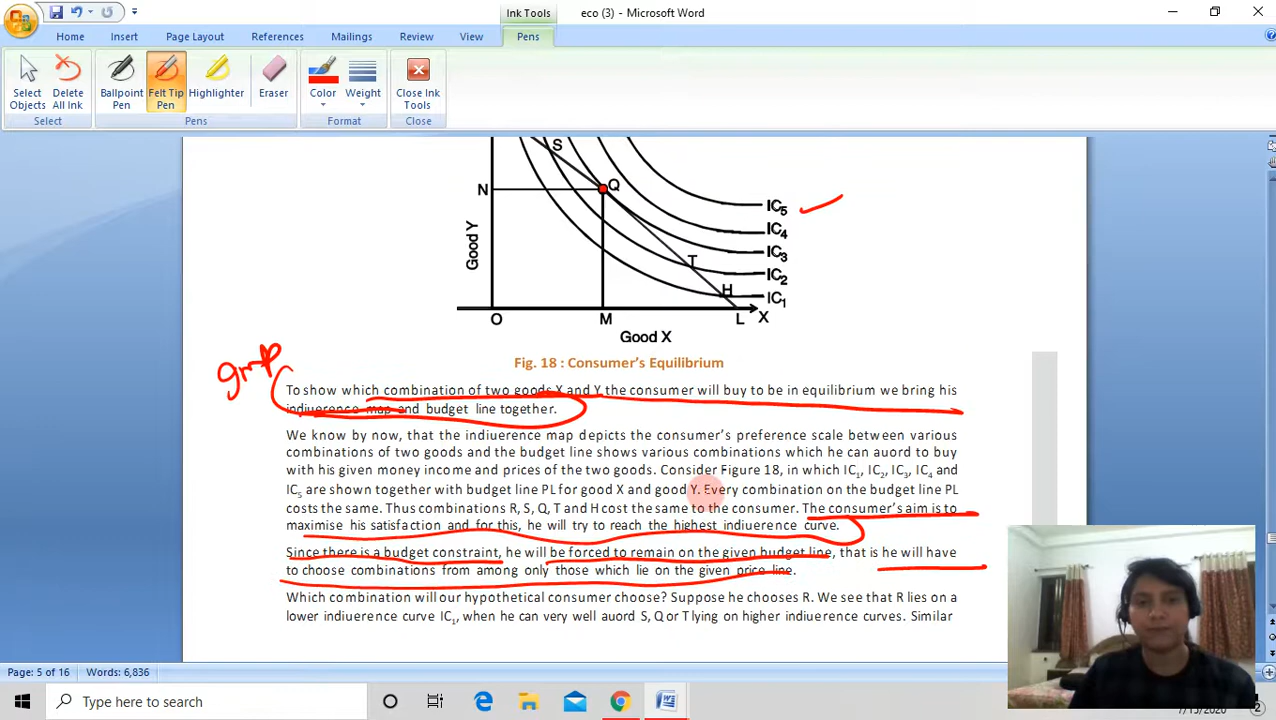 Ink Tools
eco (3) - Microsoft Word
Home Insert Page Layout References Mailings Review View Pens
Select Objects
Delete All Ink
Ballpoint Pen
Felt Tip Pen
Highlighter
Eraser
Color
Weight
Close Ink Tools
Select
Pens
Format
Close
S
N
Q
IC5
IC4
IC3
T
IC2
H
IC1
Good Y
O
M
L
X
Good X
Fig. 18 : Consumer's Equilibrium
To show which combination of two goods X and Y the consumer will buy to be in equilibrium we bring his
indiuerence map and budget line together.
We know by now, that the indiuerence map depicts the consumer's preference scale between various
combinations of two goods and the budget line shows various combinations which he can auord to buy
with his given money income and prices of the two goods. Consider Figure 18, in which IC1, IC2, IC3, IC4 and
IC5 are shown together with budget line PL for good X and good Y. Every combination on the budget line PL
costs the same. Thus combinations R, S, Q, T and H cost the same to the consumer. The consumer's aim is to
maximise his satisfaction and for this, he will try to reach the highest indiuerence curve.
Since there is a budget constraint, he will be forced to remain on the given budget line, that is he will have
to choose combinations from among only those which lie on the given price line.
Which combination will our hypothetical consumer choose? Suppose he chooses R. We see that R lies on a
lower indiuerence curve IC1, when he can very well auord S, Q or T lying on higher indiuerence curves. Similar
Page: 5 of 16
Words: 6,836
Type here to search
7/15/2020
2